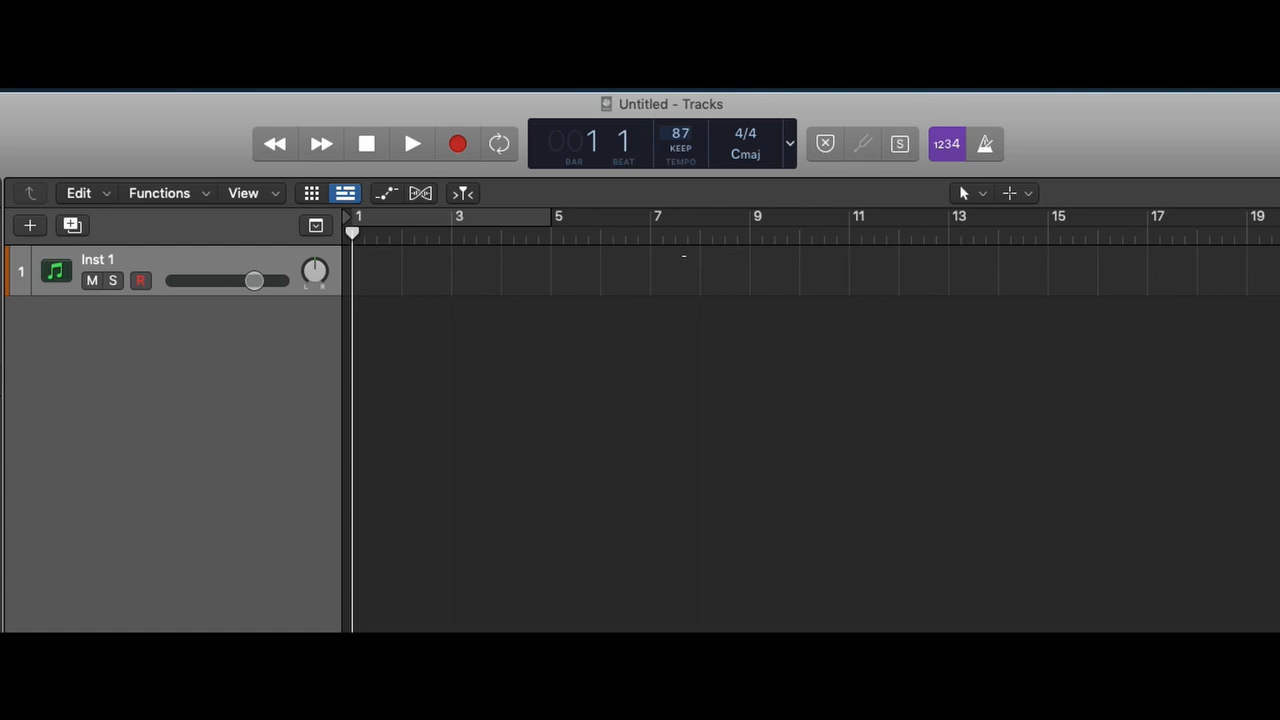 Untitled - Tracks
001 1 87 4/4
KEEP
Cmaj
BAR BEAT TEMPO
S 1234
Edit Functions View
1 3 5 7 9 11 13 15 17 19
1 Inst 1
M S R
L R